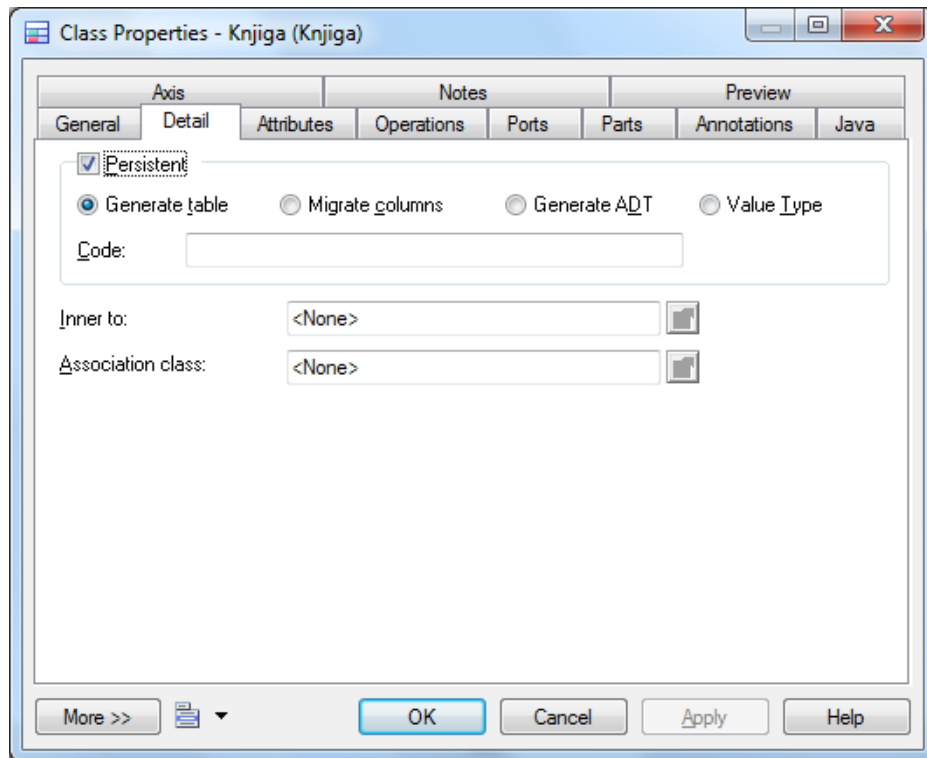 Class Properties - Knjiga (Knjiga)
Axis Notes Preview
General Detail Attributes Operations Ports Parts Annotations Java
Persistent
Generate table Migrate columns Generate ADT Value Type
Code:
Inner to: <None>
Association class: <None>
More >> OK Cancel Apply Help